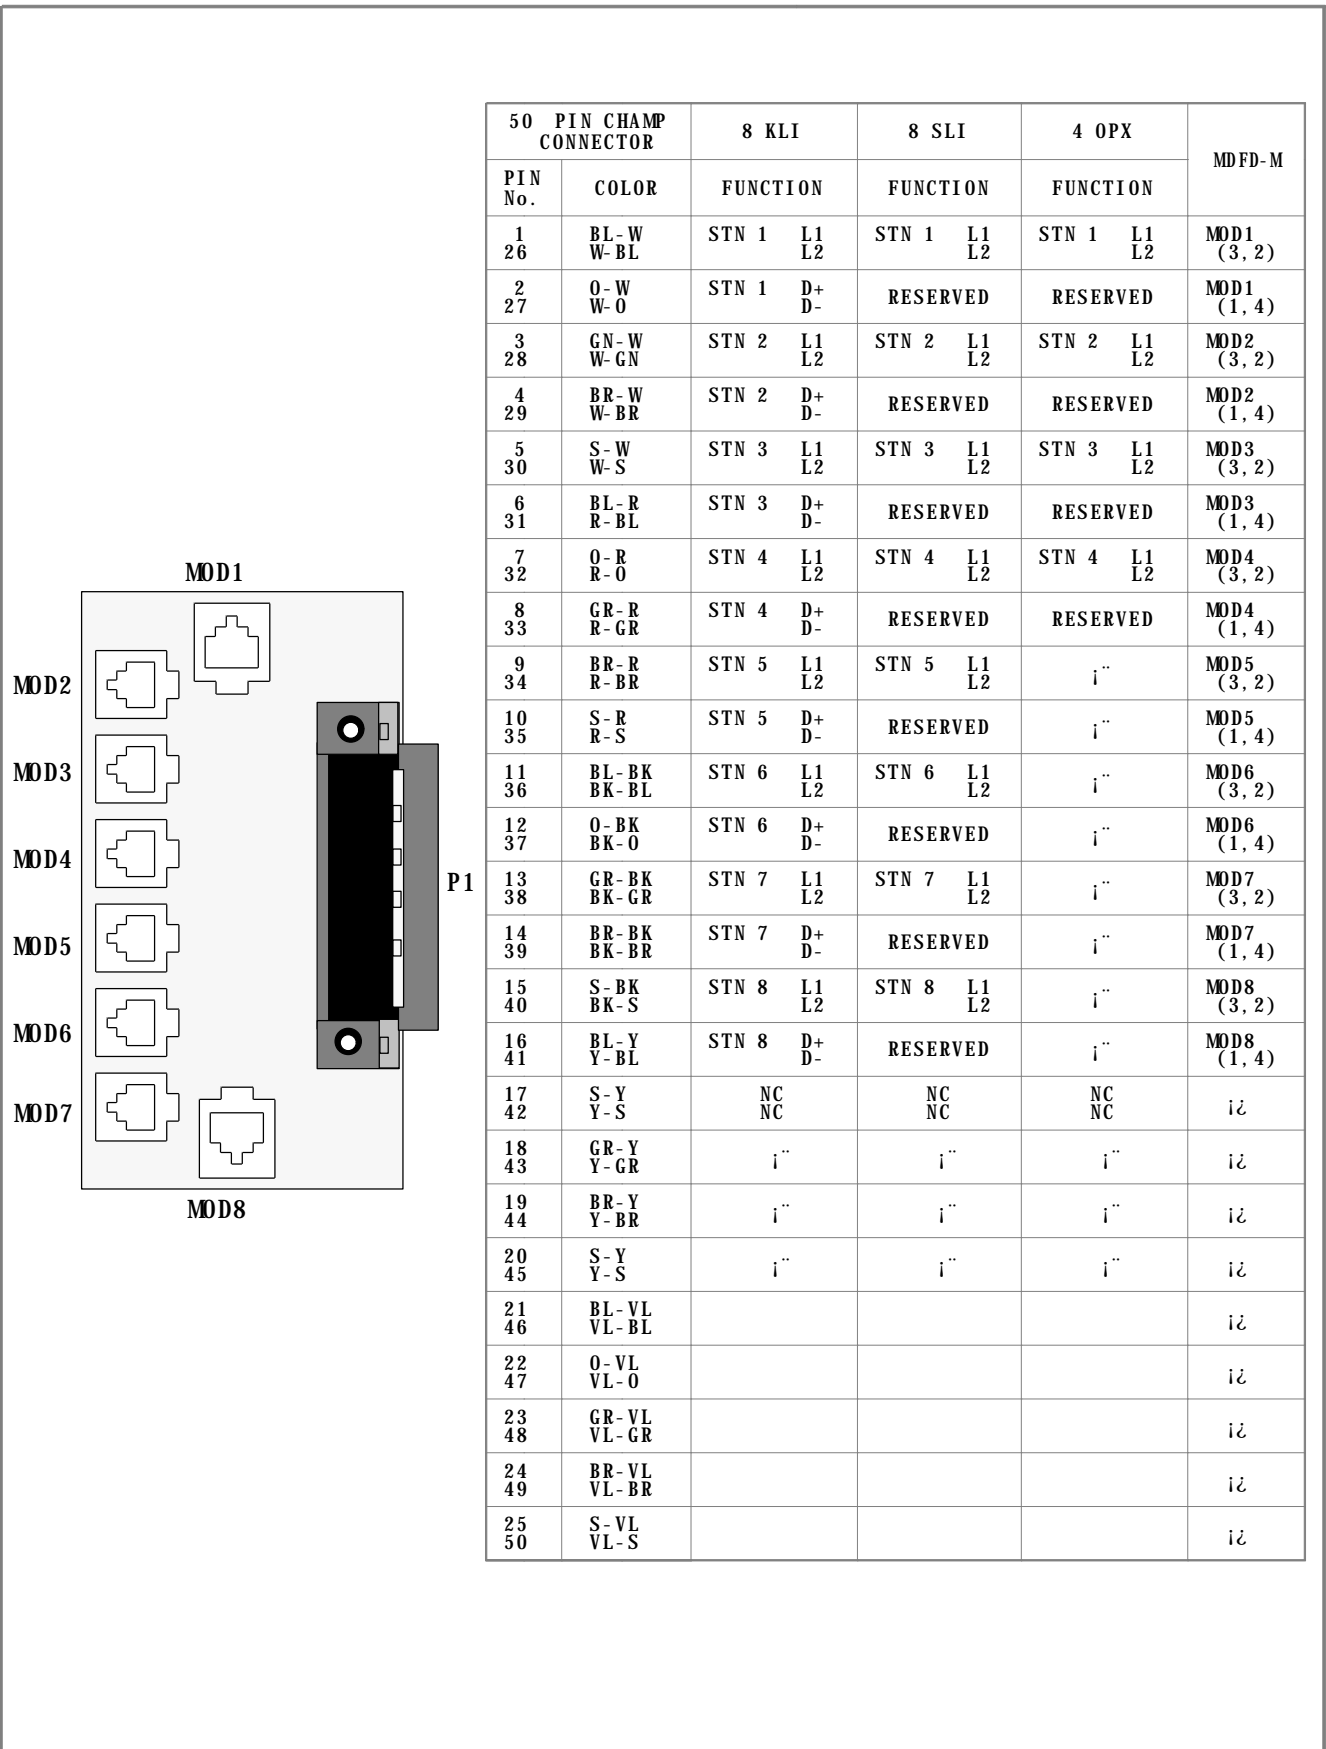 50 PIN CHAMP CONNECTOR 8 KLI 8 SLI 4 OPX MDFD-M
PIN No. COLOR FUNCTION FUNCTION FUNCTION
1 BL-W STN 1 L1 STN 1 L1 STN 1 L1 MOD1
26 W-BL L2 L2 L2 (3,2)
2 O-W STN 1 D+ RESERVED RESERVED MOD1
27 W-O D- (1,4)
3 GN-W STN 2 L1 STN 2 L1 STN 2 L1 MOD2
28 W-GN L2 L2 L2 (3,2)
4 BR-W STN 2 D+ RESERVED RESERVED MOD2
29 W-BR D- (1,4)
5 S-W STN 3 L1 STN 3 L1 STN 3 L1 MOD3
30 W-S L2 L2 L2 (3,2)
6 BL-R STN 3 D+ RESERVED RESERVED MOD3
31 R-BL D- (1,4)
7 O-R STN 4 L1 STN 4 L1 STN 4 L1 MOD4
32 R-O L2 L2 L2 (3,2)
8 GR-R STN 4 D+ RESERVED RESERVED MOD4
33 R-GR D- (1,4)
9 BR-R STN 5 L1 STN 5 L1 ¡¨ MOD5
34 R-BR L2 L2 (3,2)
10 S-R STN 5 D+ RESERVED ¡¨ MOD5
35 R-S D- (1,4)
11 BL-BK STN 6 L1 STN 6 L1 ¡¨ MOD6
36 BK-BL L2 L2 (3,2)
12 O-BK STN 6 D+ RESERVED ¡¨ MOD6
37 BK-O D- (1,4)
13 GR-BK STN 7 L1 STN 7 L1 ¡¨ MOD7
38 BK-GR L2 L2 (3,2)
14 BR-BK STN 7 D+ RESERVED ¡¨ MOD7
39 BK-BR D- (1,4)
15 S-BK STN 8 L1 STN 8 L1 ¡¨ MOD8
40 BK-S L2 L2 (3,2)
16 BL-Y STN 8 D+ RESERVED ¡¨ MOD8
41 Y-BL D- (1,4)
17 S-Y NC NC NC ¡¿
42 Y-S NC NC NC
18 GR-Y ¡¨ ¡¨ ¡¨ ¡¿
43 Y-GR
19 BR-Y ¡¨ ¡¨ ¡¨ ¡¿
44 Y-BR
20 S-Y ¡¨ ¡¨ ¡¨ ¡¿
45 Y-S
21 BL-VL ¡¿
46 VL-BL
22 O-VL ¡¿
47 VL-O
23 GR-VL ¡¿
48 VL-GR
24 BR-VL ¡¿
49 VL-BR
25 S-VL ¡¿
50 VL-S
MOD1
MOD2
MOD3
MOD4
P1
MOD5
MOD6
MOD7
MOD8